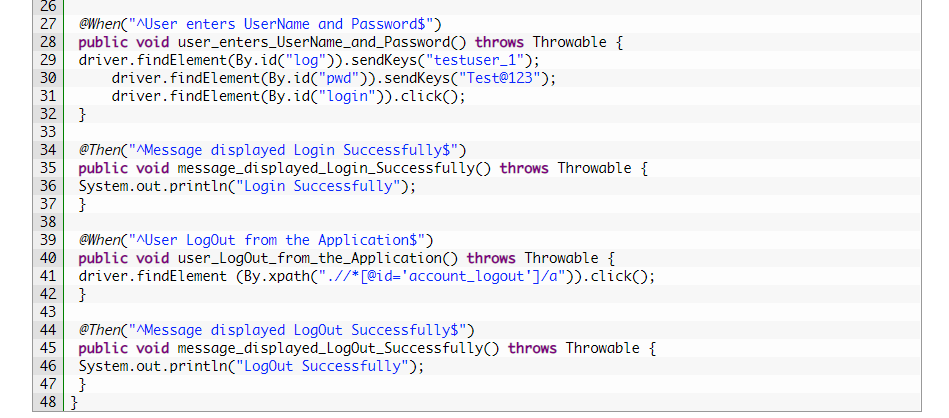 26
27 @When("^User enters UserName and Password$")
28 public void user_enters_UserName_and_Password() throws Throwable {
29 driver.findElement(By.id("log")).sendKeys("testuser_1");
30     driver.findElement(By.id("pwd")).sendKeys("Test@123");
31     driver.findElement(By.id("login")).click();
32 }
33
34 @Then("^Message displayed Login Successfully$")
35 public void message_displayed_Login_Successfully() throws Throwable {
36 System.out.println("Login Successfully");
37 }
38
39 @When("^User LogOut from the Application$")
40 public void user_LogOut_from_the_Application() throws Throwable {
41 driver.findElement (By.xpath(".//*[@id='account_logout']/a")).click();
42 }
43
44 @Then("^Message displayed LogOut Successfully$")
45 public void message_displayed_LogOut_Successfully() throws Throwable {
46 System.out.println("LogOut Successfully");
47 }
48 }